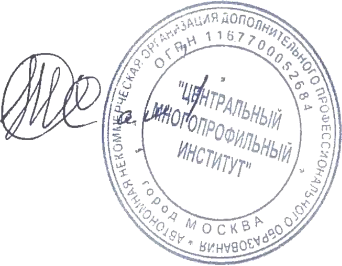 АВТОНОМНАЯ НЕКОММЕРЧЕСКАЯ ОРГАНИЗАЦИЯ ДОПОЛНИТЕЛЬНОГО ПРОФЕССИОНАЛЬНОГО ОБРАЗОВАНИЯ *
ОГРН 1167700052684
"ЦЕНТРАЛЬНЫЙ
МНОГОПРОФИЛЬНЫЙ
ИНСТИТУТ"
город МОСКВА